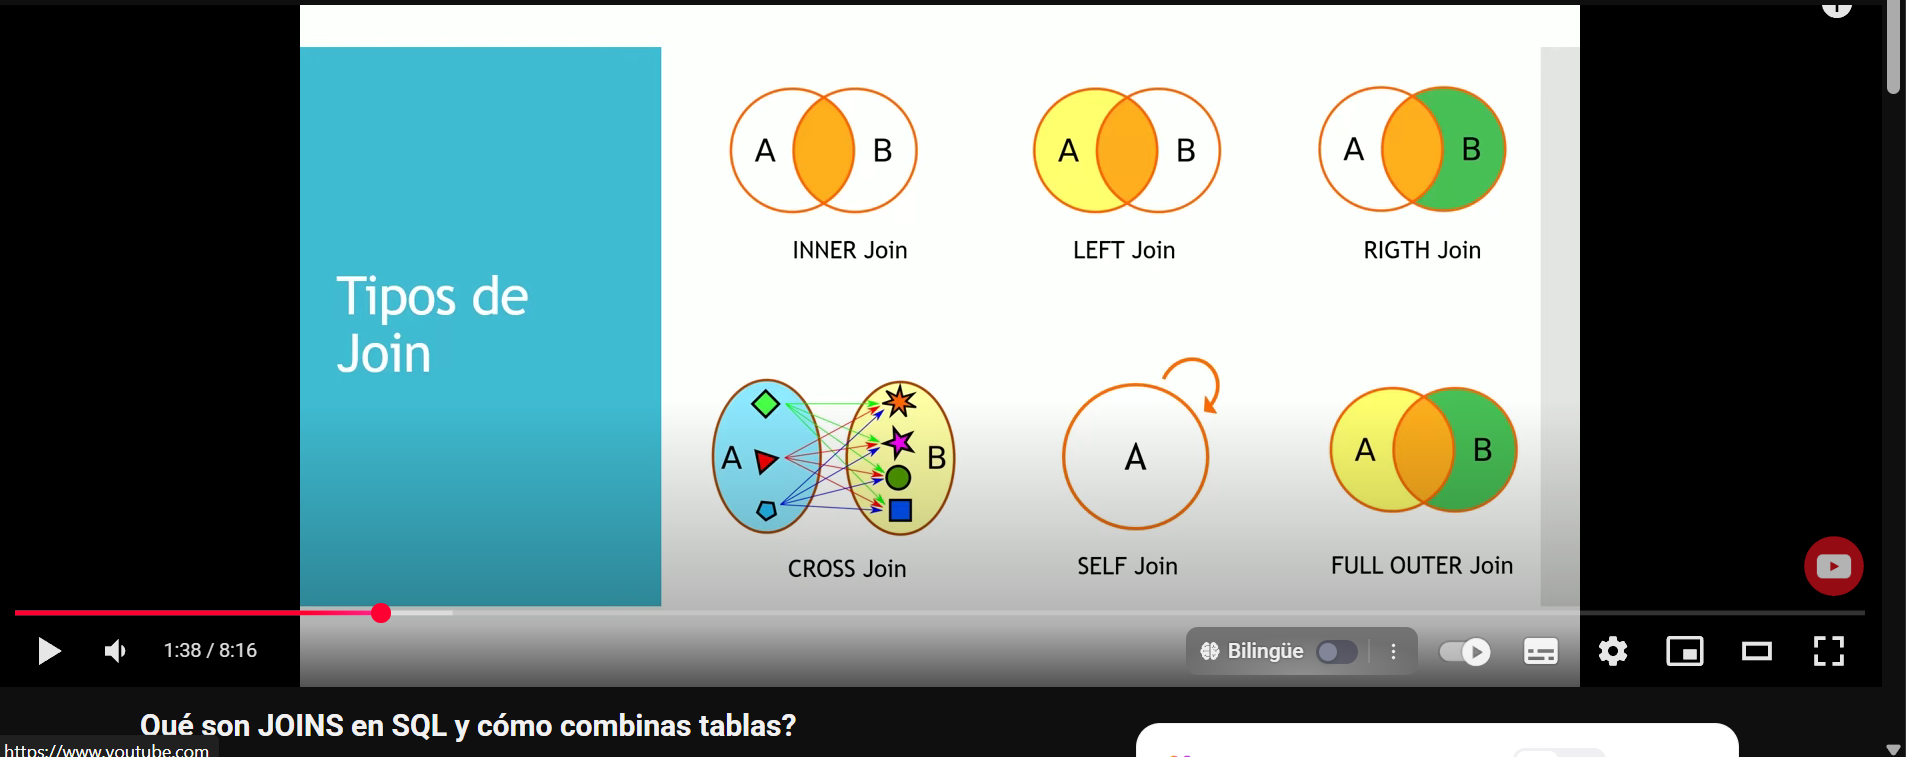 Tipos de
Join
A B
INNER Join
A B
LEFT Join
A B
RIGTH Join
A B
CROSS Join
A
SELF Join
A B
FULL OUTER Join
1:38 / 8:16
Bilingüe
Qué son JOINS en SQL y cómo combinas tablas?
https://www.youtube.com